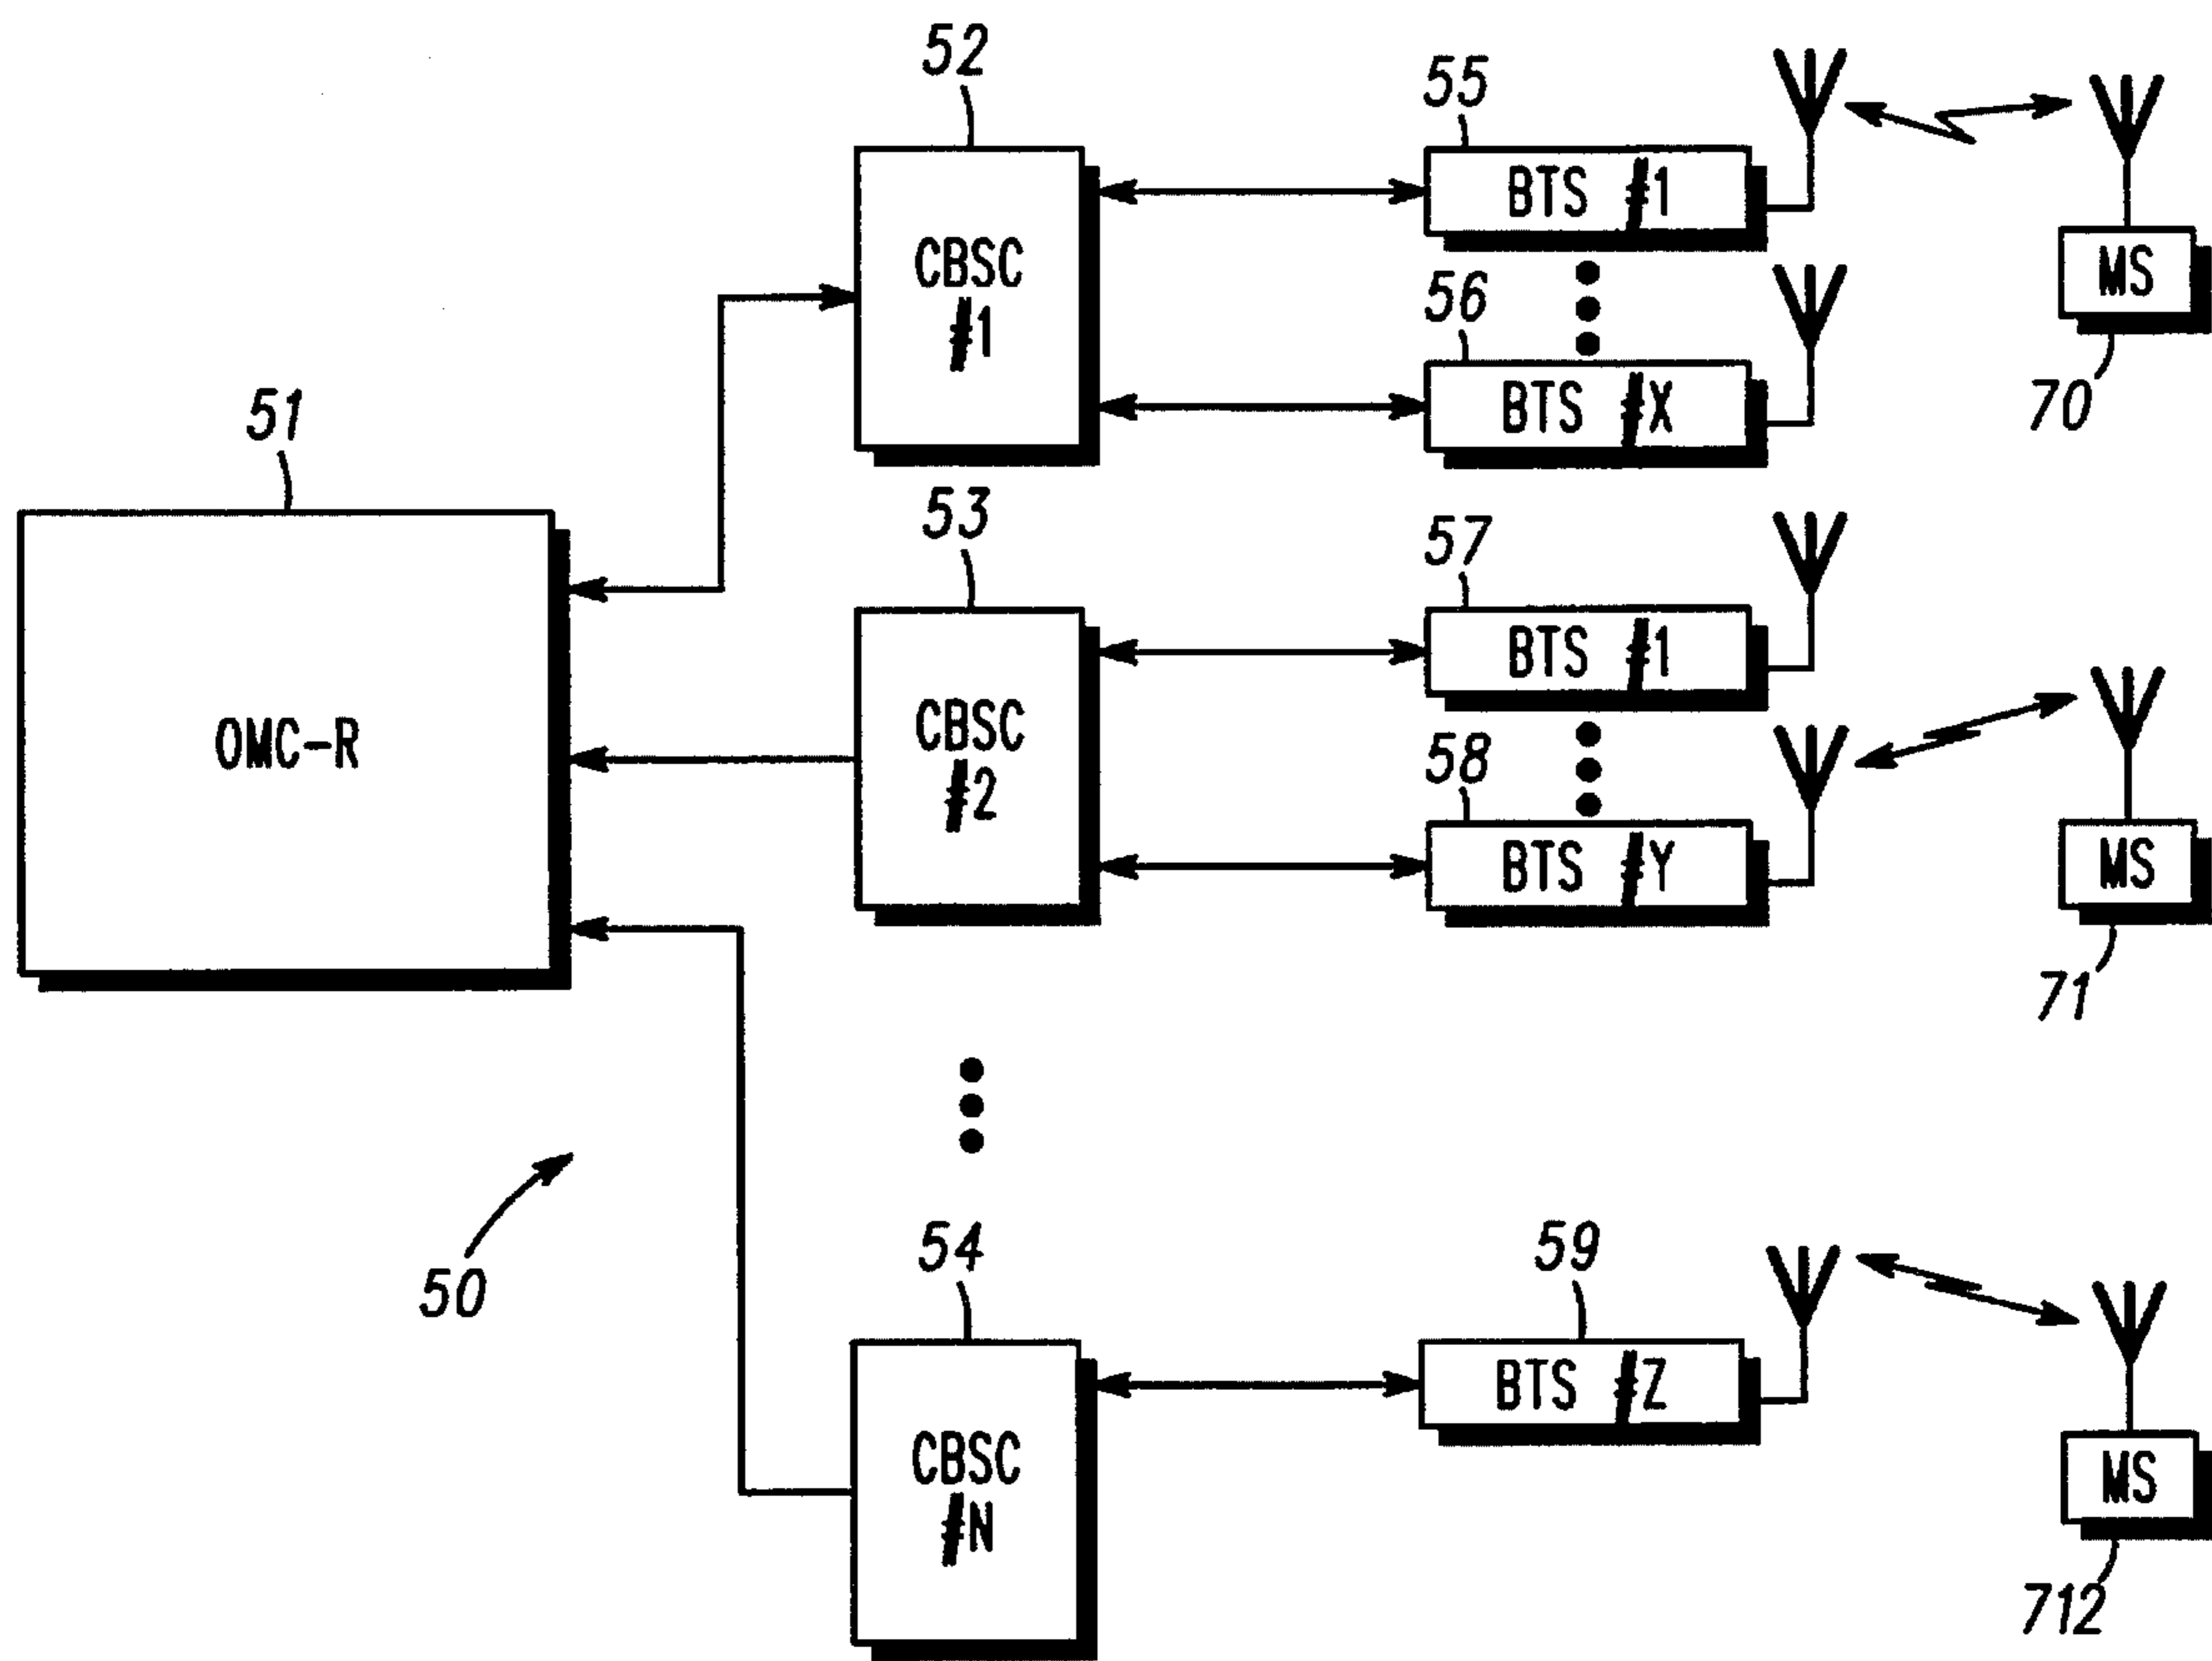 52
55
CBSC
#1
BTS #1
MS
70
56
BTS #X
51
OMC-R
53
CBSC
#2
57
BTS #1
58
BTS #Y
MS
71
50
54
CBSC
#N
59
BTS #Z
MS
712